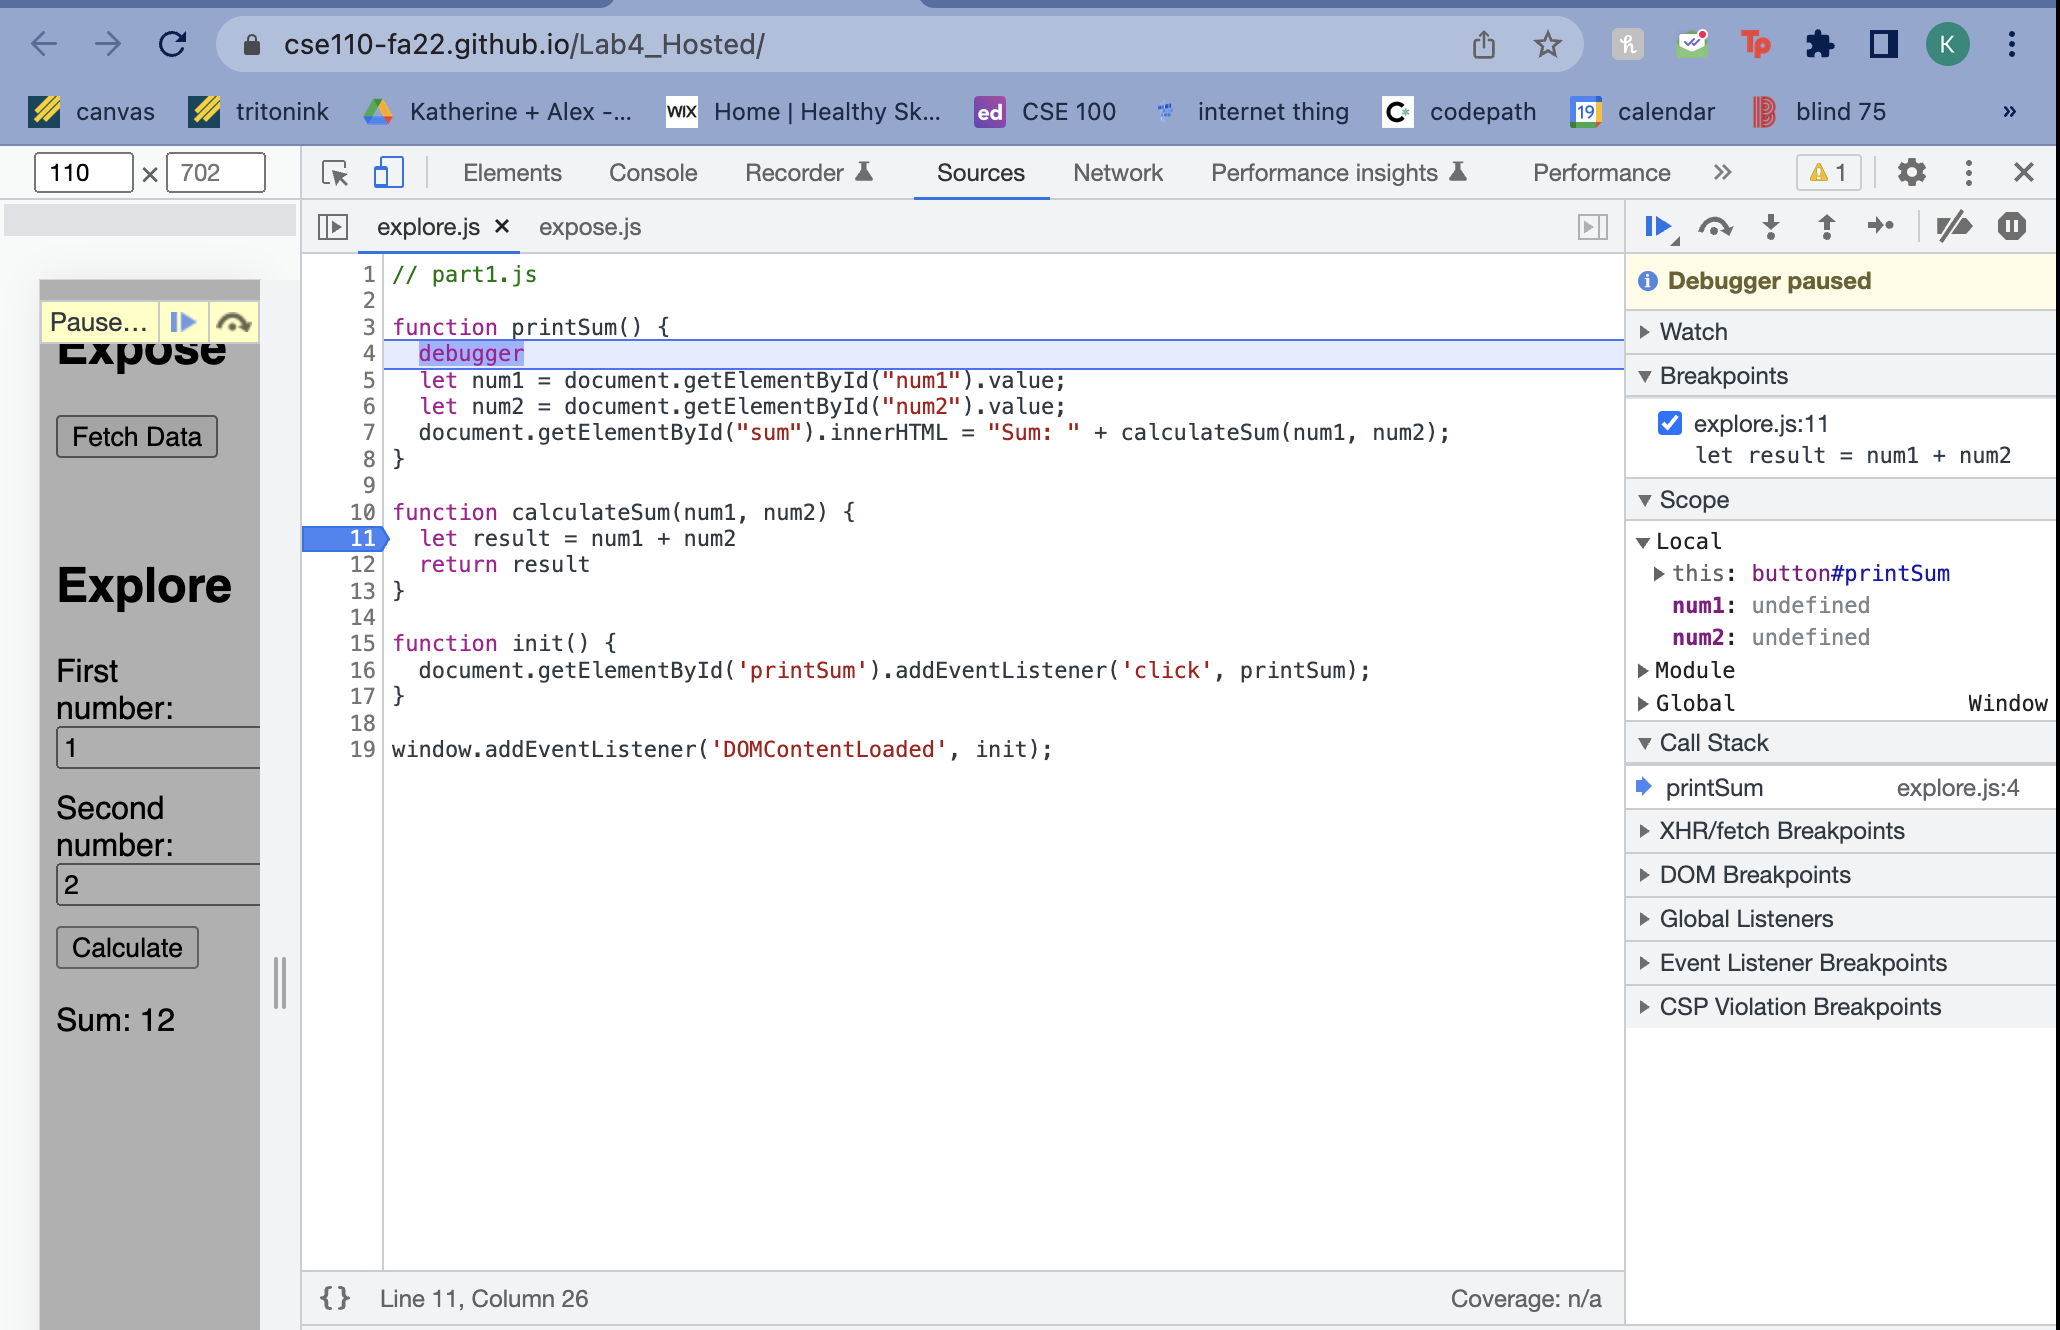 cse110-fa22.github.io/Lab4_Hosted/
K
canvas tritonink Katherine + Alex -... WIX Home | Healthy Sk... ed CSE 100 internet thing C* codepath 19 calendar B blind 75 »
110 × 702
Elements Console Recorder Sources Network Performance insights Performance » 1
explore.js × expose.js
Debugger paused
Pause...
Expose
Fetch Data
Explore
First
number:
1
Second
number:
2
Calculate
Sum: 12
1 // part1.js
2
3 function printSum() {
4 debugger
5 let num1 = document.getElementById("num1").value;
6 let num2 = document.getElementById("num2").value;
7 document.getElementById("sum").innerHTML = "Sum: " + calculateSum(num1, num2);
8 }
9
10 function calculateSum(num1, num2) {
11 let result = num1 + num2
12 return result
13 }
14
15 function init() {
16 document.getElementById('printSum').addEventListener('click', printSum);
17 }
18
19 window.addEventListener('DOMContentLoaded', init);
Watch
Breakpoints
explore.js:11
let result = num1 + num2
Scope
Local
this: button#printSum
num1: undefined
num2: undefined
Module
Global Window
Call Stack
printSum explore.js:4
XHR/fetch Breakpoints
DOM Breakpoints
Global Listeners
Event Listener Breakpoints
CSP Violation Breakpoints
{} Line 11, Column 26 Coverage: n/a